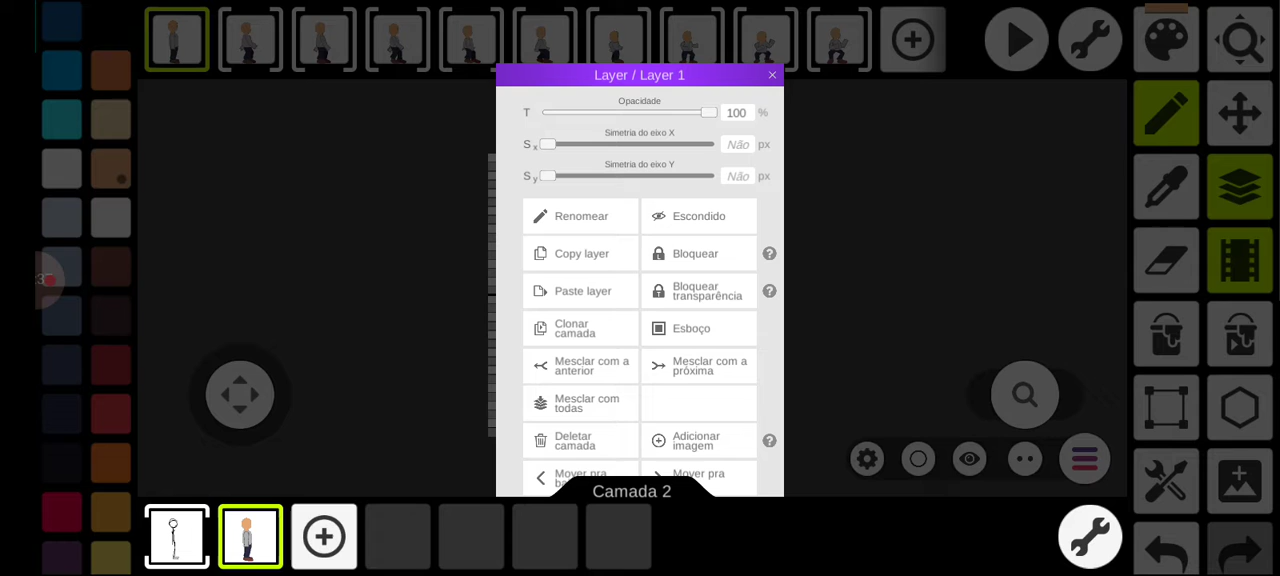 Layer / Layer 1
Opacidade
T 100 %
Simetria do eixo X
Sx Não px
Simetria do eixo Y
Sy Não px
Renomear Escondido
Copy layer Bloquear ?
Paste layer Bloquear transparência ?
Clonar camada Esboço
Mesclar com a anterior Mesclar com a próxima
Mesclar com todas
Deletar camada Adicionar imagem ?
Mover pra Mover pra
Camada 2